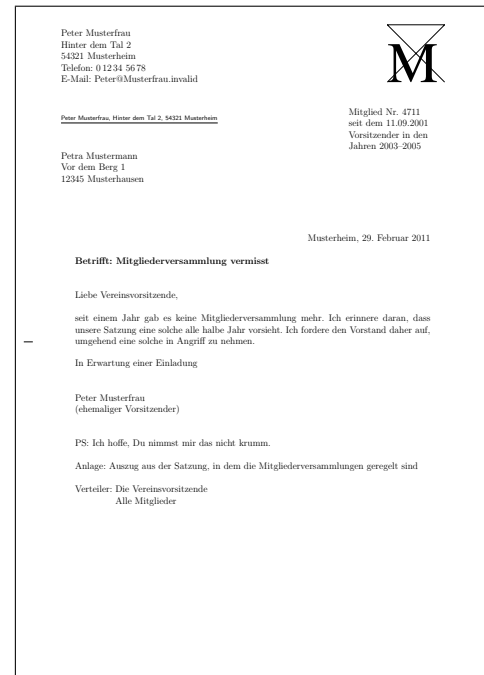 Peter Musterfrau
Hinter dem Tal 2
54321 Musterheim
Telefon: 0 12 34 56 78
E-Mail: Peter@Musterfrau.invalid
M
Peter Musterfrau, Hinter dem Tal 2, 54321 Musterheim
Mitglied Nr. 4711
seit dem 11.09.2001
Vorsitzender in den
Jahren 2003–2005
Petra Mustermann
Vor dem Berg 1
12345 Musterhausen
Musterheim, 29. Februar 2011
Betrifft: Mitgliederversammlung vermisst
Liebe Vereinsvorsitzende,
seit einem Jahr gab es keine Mitgliederversammlung mehr. Ich erinnere daran, dass
unsere Satzung eine solche alle halbe Jahr vorsieht. Ich fordere den Vorstand daher auf,
umgehend eine solche in Angriff zu nehmen.
In Erwartung einer Einladung
Peter Musterfrau
(ehemaliger Vorsitzender)
PS: Ich hoffe, Du nimmst mir das nicht krumm.
Anlage: Auszug aus der Satzung, in dem die Mitgliederversammlungen geregelt sind
Verteiler: Die Vereinsvorsitzende
Alle Mitglieder